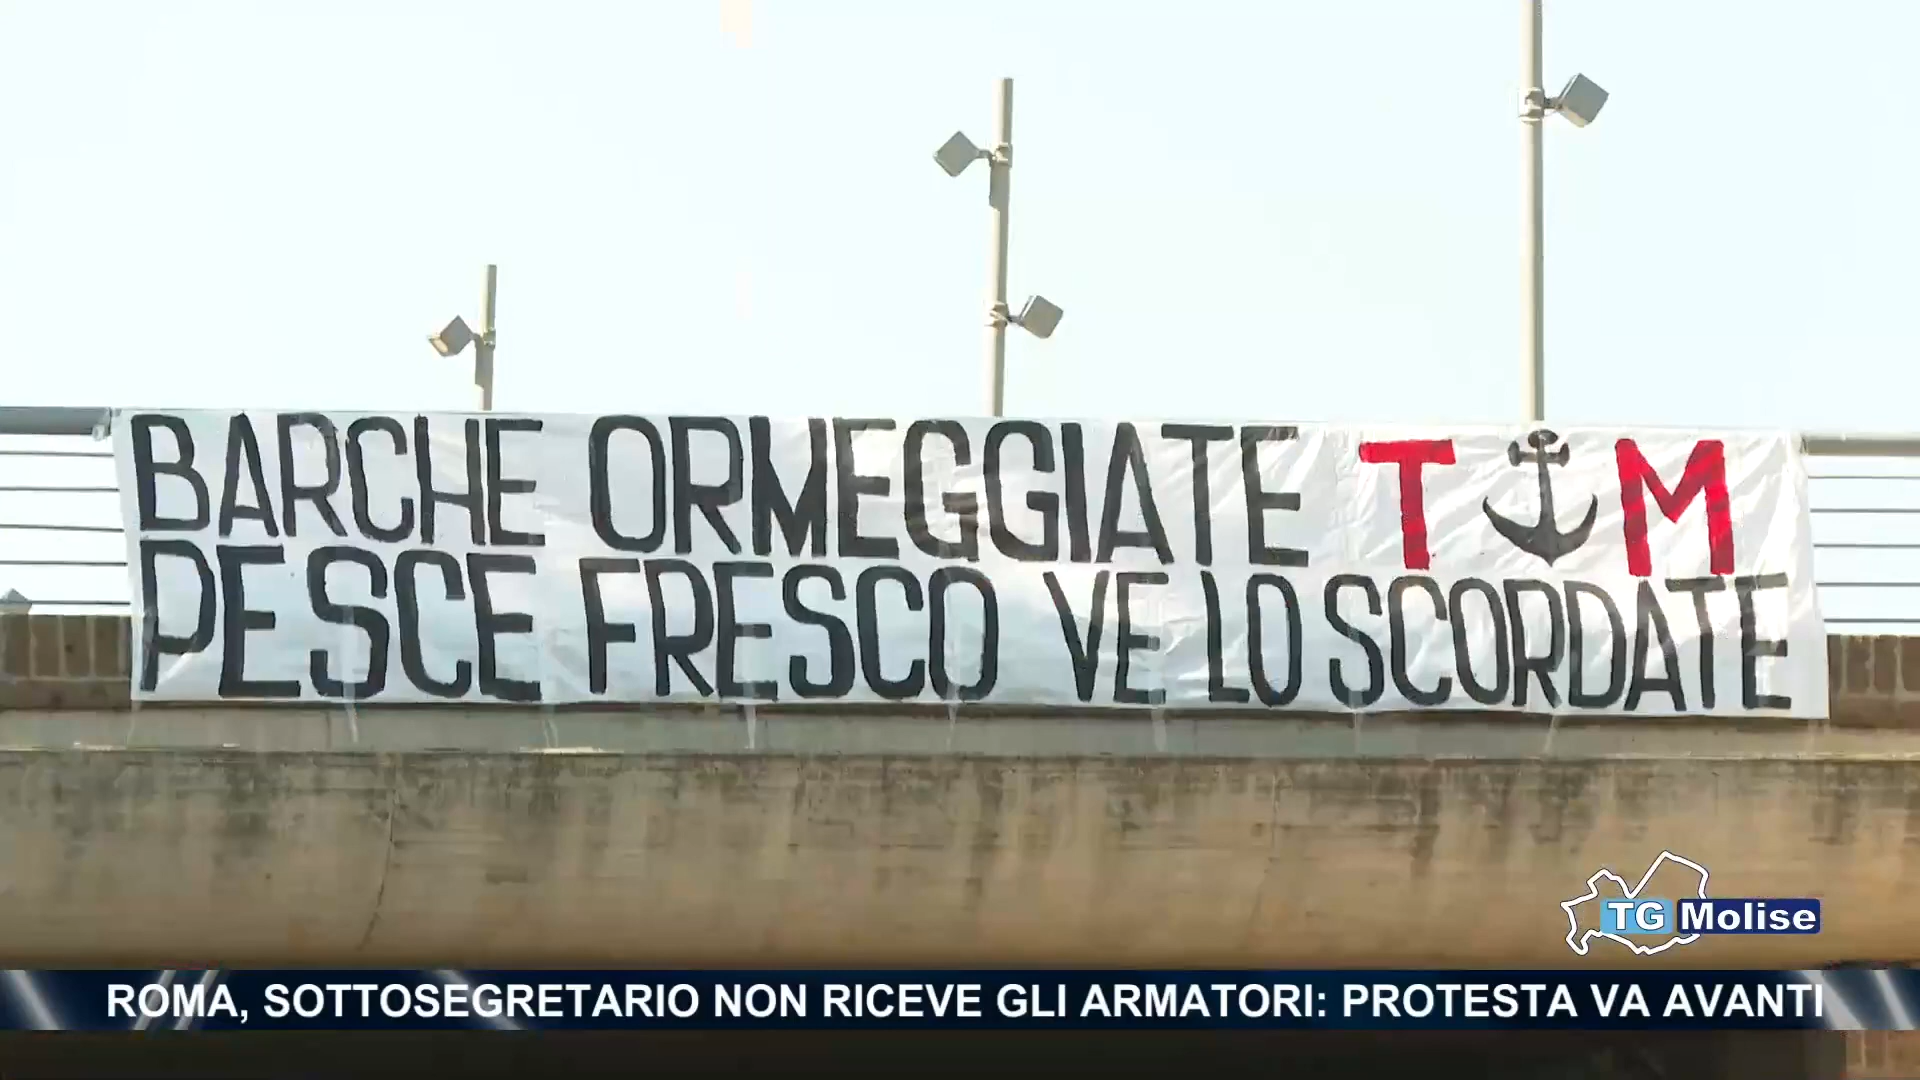 BARCHE ORMEGGIATE T M
PESCE FRESCO VE LO SCORDATE
TG Molise
ROMA, SOTTOSEGRETARIO NON RICEVE GLI ARMATORI: PROTESTA VA AVANTI